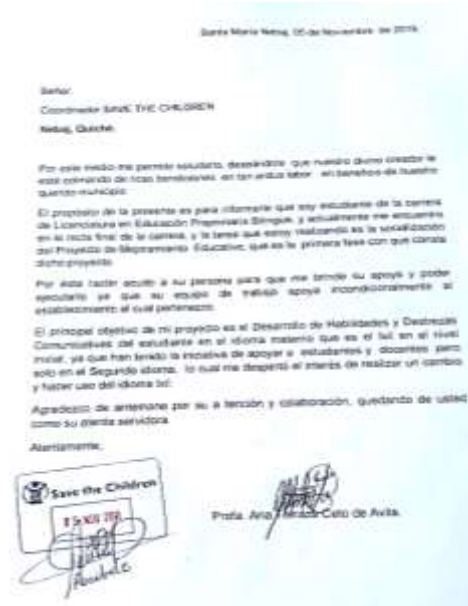 Santa María Nebaj, 05 de Noviembre de 2019.
Señor:
Coordinador SAVE THE CHILDREN
Nebaj, Quiché.
Por este medio me permito saludarlo, deseándole que nuestro divino creador le
esté colmando de ricas bendiciones en tan ardua labor en beneficio de nuestro
querido municipio.
El propósito de la presente es para informarle que soy estudiante de la carrera
de Licenciatura en Educación Preprimaria Bilingüe, y actualmente me encuentro
en la recta final de la carrera, y la tarea que estoy realizando es la socialización
del Proyecto de Mejoramiento Educativo, que es la primera fase con que consta
dicho proyecto.
Por ésta razón acudo a su persona para que me brinde su apoyo y poder
ejecutarlo ya que su equipo de trabajo apoya incondicionalmente al
establecimiento al cual pertenezco.
El principal objetivo de mi proyecto es el Desarrollo de Habilidades y Destrezas
Comunicativas del estudiante en el idioma materno que es el Ixil en el nivel
inicial, ya que han tenido la iniciativa de apoyar a estudiantes y docentes pero
solo en el Segundo idioma, lo cual me despertó el interés de realizar un cambio
y hacer uso del idioma Ixil.
Agradezco de antemano por su atención y colaboración, quedando de usted
como su atenta servidora.
Atentamente,
Save the Children
NOV
Profa. Ana Ceto de Avila.